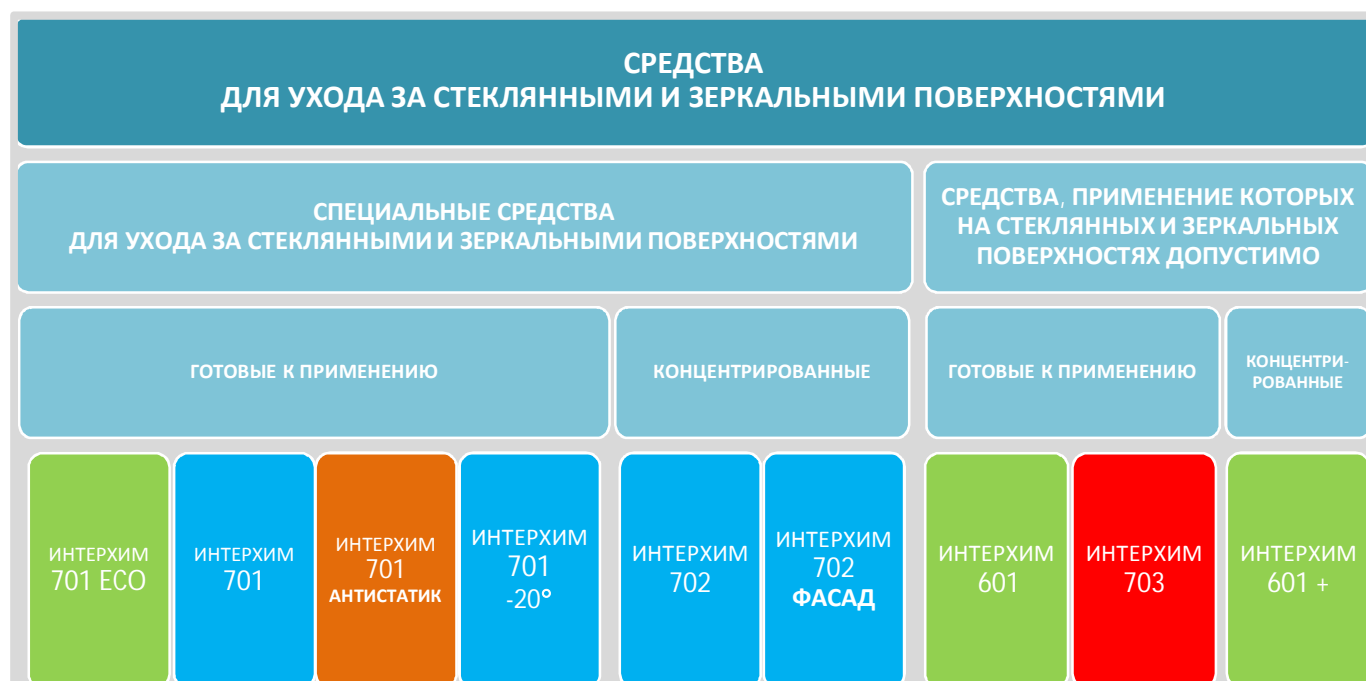 СРЕДСТВА
ДЛЯ УХОДА ЗА СТЕКЛЯННЫМИ И ЗЕРКАЛЬНЫМИ ПОВЕРХНОСТЯМИ
СПЕЦИАЛЬНЫЕ СРЕДСТВА
ДЛЯ УХОДА ЗА СТЕКЛЯННЫМИ И ЗЕРКАЛЬНЫМИ ПОВЕРХНОСТЯМИ
СРЕДСТВА, ПРИМЕНЕНИЕ КОТОРЫХ
НА СТЕКЛЯННЫХ И ЗЕРКАЛЬНЫХ
ПОВЕРХНОСТЯХ ДОПУСТИМО
ГОТОВЫЕ К ПРИМЕНЕНИЮ
КОНЦЕНТРИРОВАННЫЕ
ГОТОВЫЕ К ПРИМЕНЕНИЮ
КОНЦЕНТРИ-
РОВАННЫЕ
ИНТЕРХИМ
701 ECO
ИНТЕРХИМ
701
ИНТЕРХИМ
701
АНТИСТАТИК
ИНТЕРХИМ
701
-20°
ИНТЕРХИМ
702
ИНТЕРХИМ
702
ФАСАД
ИНТЕРХИМ
601
ИНТЕРХИМ
703
ИНТЕРХИМ
601 +